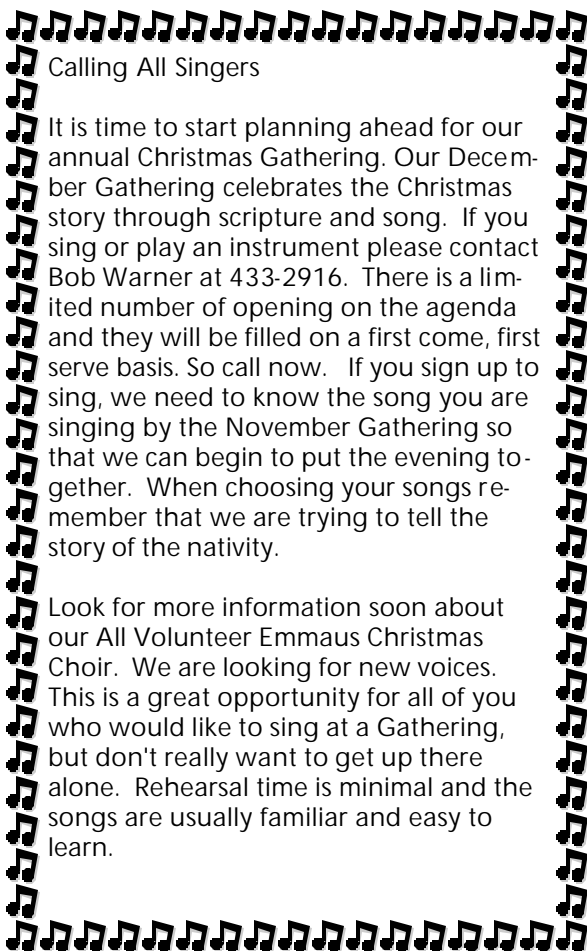 Calling All Singers
It is time to start planning ahead for our
annual Christmas Gathering. Our Decem-
ber Gathering celebrates the Christmas
story through scripture and song.  If you
sing or play an instrument please contact
Bob Warner at 433-2916.  There is a lim-
ited number of opening on the agenda
and they will be filled on a first come, first
serve basis. So call now.   If you sign up to
sing, we need to know the song you are
singing by the November Gathering so
that we can begin to put the evening to-
gether.  When choosing your songs re-
member that we are trying to tell the
story of the nativity.
Look for more information soon about
our All Volunteer Emmaus Christmas
Choir.  We are looking for new voices.
This is a great opportunity for all of you
who would like to sing at a Gathering,
but don't really want to get up there
alone.  Rehearsal time is minimal and the
songs are usually familiar and easy to
learn.